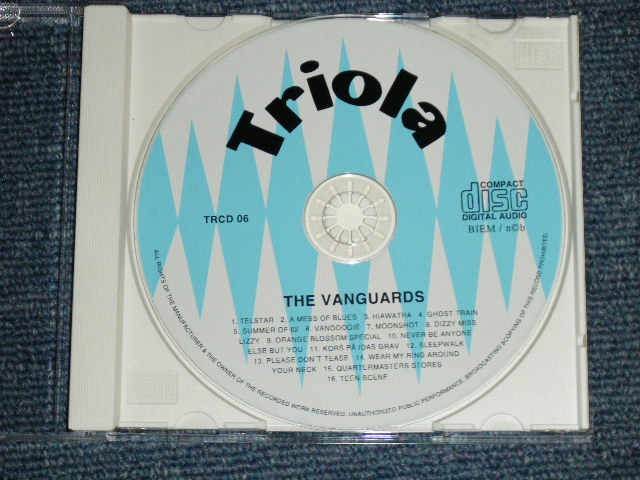 Triola
TRCD 06
COMPACT
disc
DIGITAL AUDIO
BIEM / n©b
THE VANGUARDS
1. TELSTAR 2. A MESS OF BLUES 3. HIAWATHA 4. GHOST TRAIN
5. SUMMER OF 62 6. VANGOOGIE 7. MOONSHOT 8. DIZZY MISS
LIZZY 9. ORANGE BLOSSOM SPECIAL 10. NEVER BE ANYONE
ELSE BUT YOU 11. KORS PÅ IDAS GRAV 12. SLEEPWALK
13. PLEASE DON'T TEASE 14. WEAR MY RING AROUND
YOUR NECK 15. QUARTERMASTERS STORES
16. TEEN SCENE
ALL RIGHTS OF THE MANUFACTURER & THE OWNER OF THE RECORDED WORK RESERVED. UNAUTHORIZED PUBLIC PERFORMANCE, BROADCASTING & COPYING OF THIS RECORD PROHIBITED.